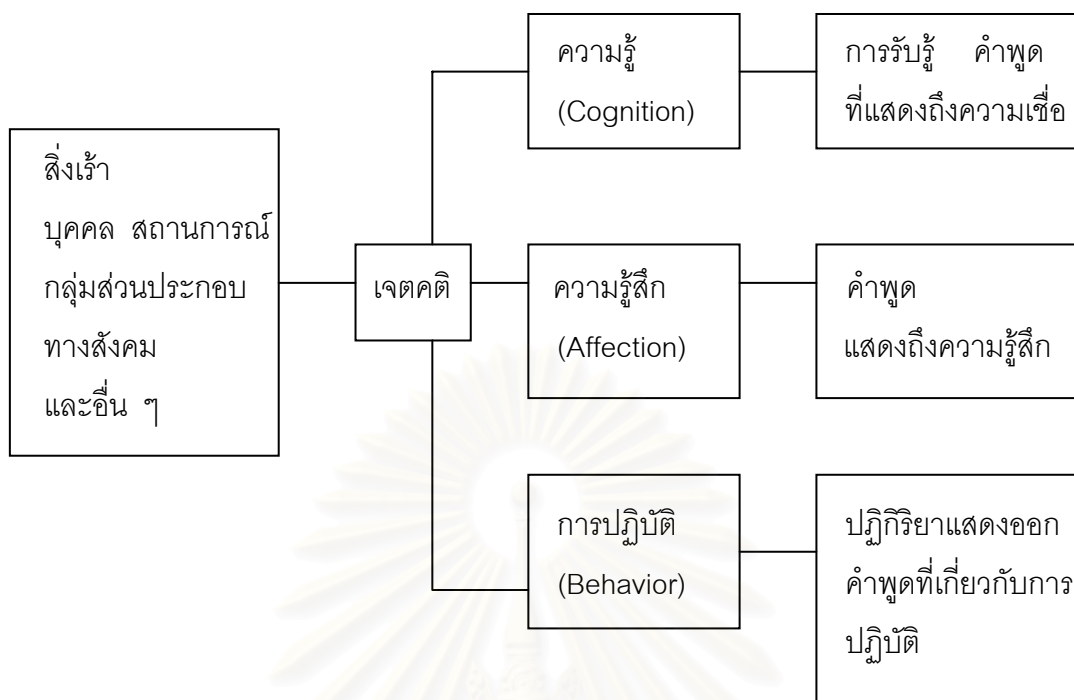 สิ่งเร้า
บุคคล สถานการณ์
กลุ่มส่วนประกอบ
ทางสังคม
และอื่น ๆ
เจตคติ
ความรู้
(Cognition)
การรับรู้ คำพูด
ที่แสดงถึงความเชื่อ
ความรู้สึก
(Affection)
คำพูด
แสดงถึงความรู้สึก
การปฏิบัติ
(Behavior)
ปฏิกิริยาแสดงออก
คำพูดที่เกี่ยวกับการ
ปฏิบัติ